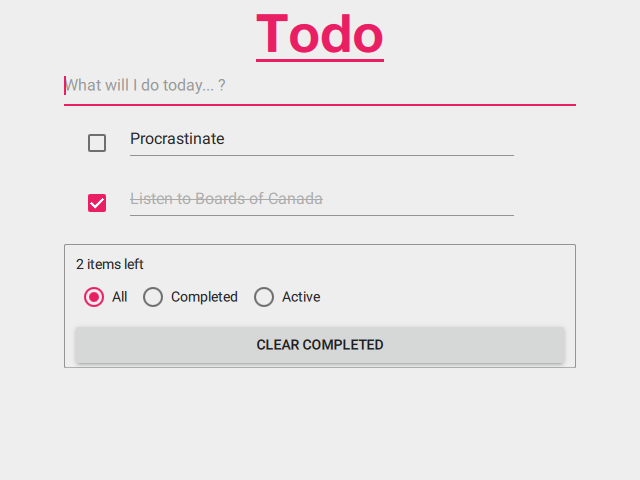 Todo
What will I do today... ?
Procrastinate
Listen to Boards of Canada
2 items left
All Completed Active
CLEAR COMPLETED